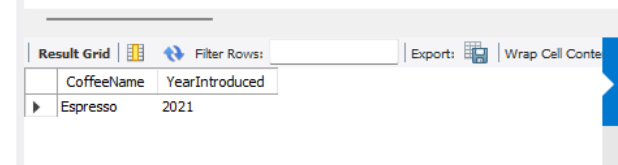 Result Grid Filter Rows: Export: Wrap Cell Conte
CoffeeName YearIntroduced
Espresso 2021